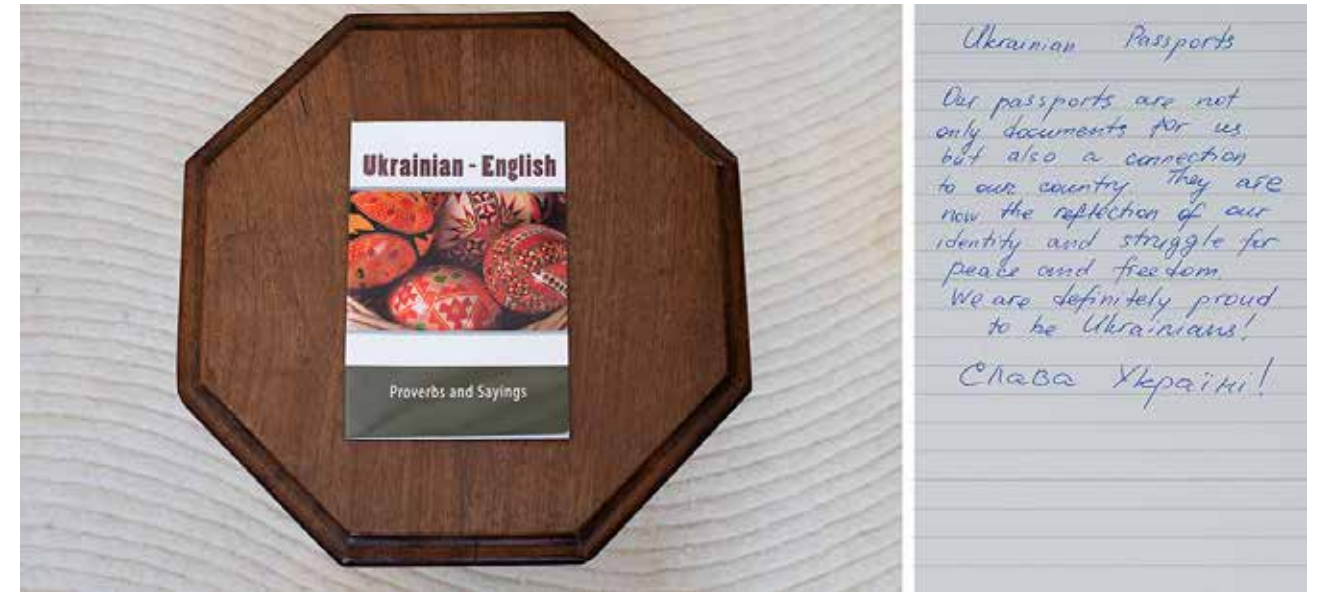 Ukrainian - English
Proverbs and Sayings
Ukrainian Passports
Our passports are not
only documents for us
but also a connection
to our country. They are
now the reflection of our
identity and struggle for
peace and freedom.
We are definitely proud
to be Ukrainians!
Слава Україні!